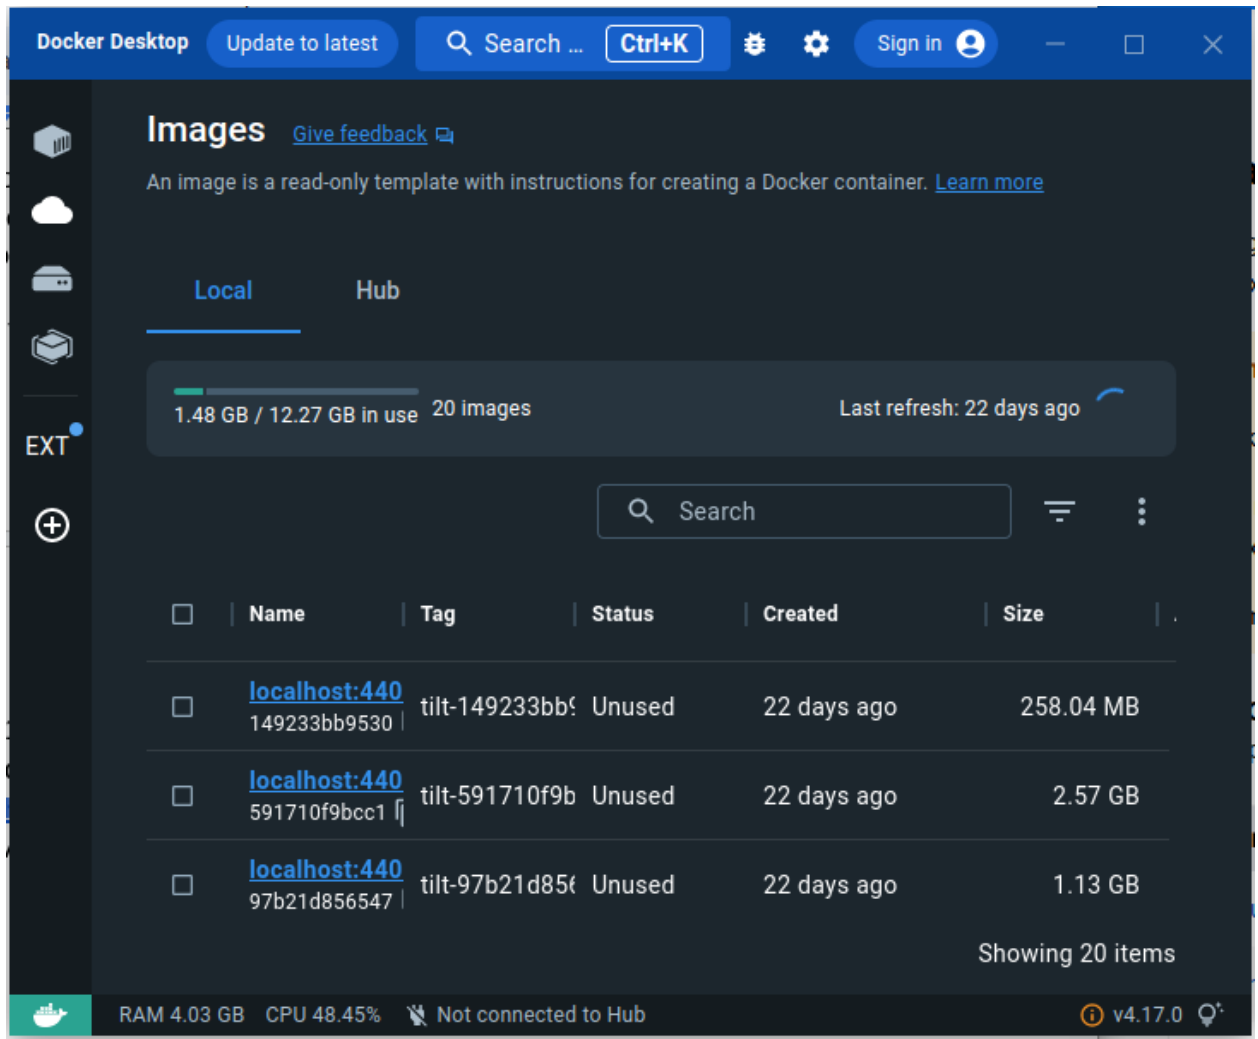 Docker Desktop Update to latest Search ... Ctrl+K Sign in
Images Give feedback
An image is a read-only template with instructions for creating a Docker container. Learn more
Local Hub
1.48 GB / 12.27 GB in use 20 images Last refresh: 22 days ago
EXT
Search
Name Tag Status Created Size
localhost:440 tilt-149233bb9 Unused 22 days ago 258.04 MB
149233bb9530
localhost:440 tilt-591710f9b Unused 22 days ago 2.57 GB
591710f9bcc1
localhost:440 tilt-97b21d856 Unused 22 days ago 1.13 GB
97b21d856547
Showing 20 items
RAM 4.03 GB CPU 48.45% Not connected to Hub v4.17.0